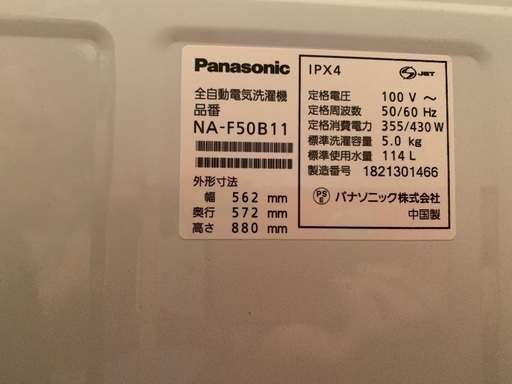 Panasonic
全自動電気洗濯機
品番
NA-F50B11
外形寸法
幅 562 mm
奥行 572 mm
高さ 880 mm
IPX4
S JET
定格電圧 100 V ～
定格周波数 50/60 Hz
定格消費電力 355/430 W
標準洗濯容量 5.0 kg
標準使用水量 114 L
製造番号 1821301466
PS E パナソニック株式会社
中国製